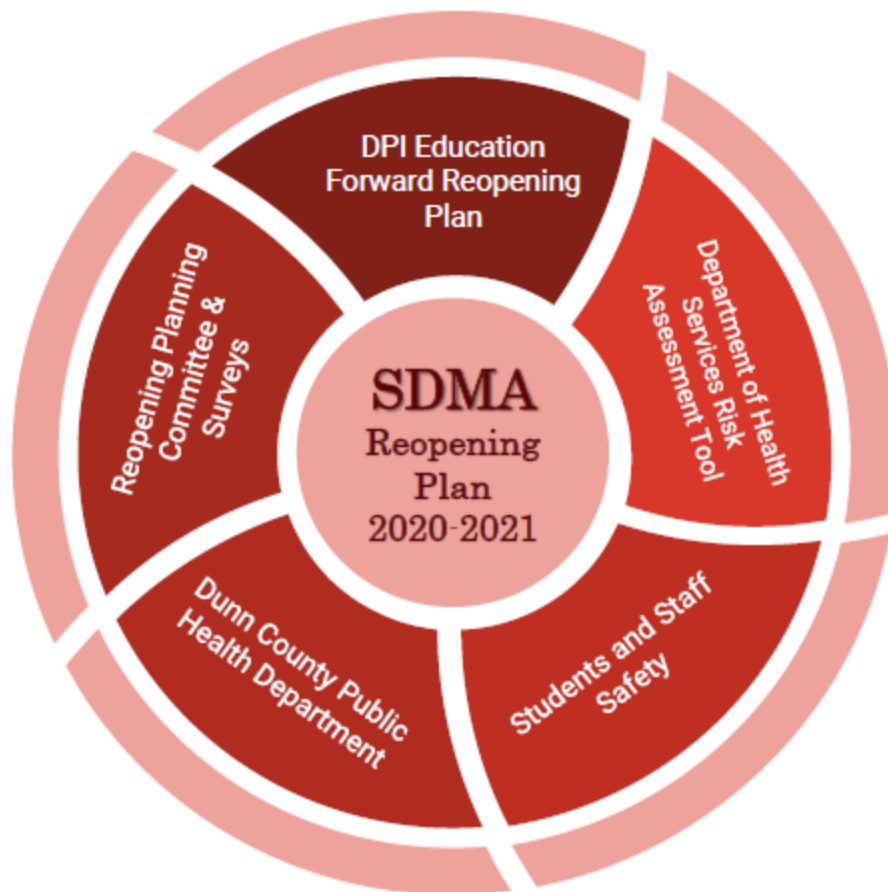 DPI Education
Forward Reopening
Plan
Department of Health
Services Risk
Assessment Tool
Students and Staff
Safety
Dunn County Public
Health Department
Reopening Planning
Committee &
Surveys
SDMA
Reopening
Plan
2020-2021